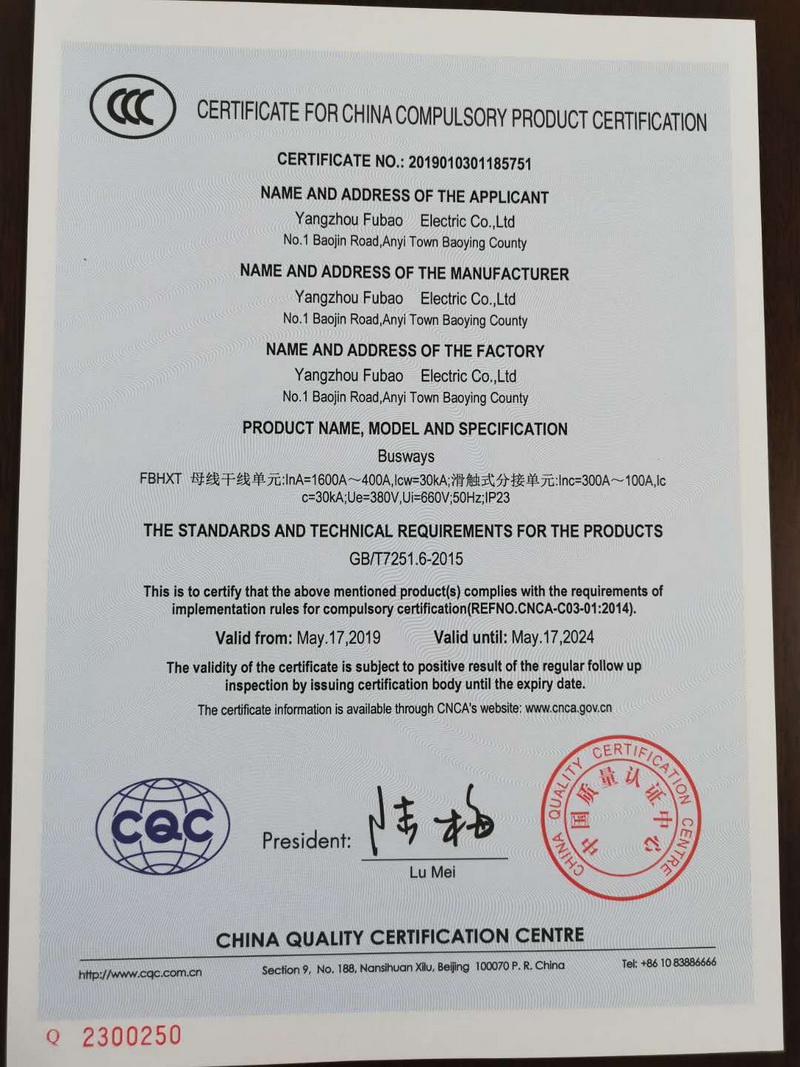 CCC
CERTIFICATE FOR CHINA COMPULSORY PRODUCT CERTIFICATION
CERTIFICATE NO.: 2019010301185751
NAME AND ADDRESS OF THE APPLICANT
Yangzhou Fubao Electric Co.,Ltd
No.1 Baojin Road,Anyi Town Baoying County
NAME AND ADDRESS OF THE MANUFACTURER
Yangzhou Fubao Electric Co.,Ltd
No.1 Baojin Road,Anyi Town Baoying County
NAME AND ADDRESS OF THE FACTORY
Yangzhou Fubao Electric Co.,Ltd
No.1 Baojin Road,Anyi Town Baoying County
PRODUCT NAME, MODEL AND SPECIFICATION
Busways
FBHXT 母线干线单元:InA=1600A～400A,Icw=30kA;滑触式分接单元:Inc=300A～100A,Ic
c=30kA;Ue=380V,Ui=660V;50Hz;IP23
THE STANDARDS AND TECHNICAL REQUIREMENTS FOR THE PRODUCTS
GB/T7251.6-2015
This is to certify that the above mentioned product(s) complies with the requirements of
implementation rules for compulsory certification(REFNO.CNCA-C03-01:2014).
Valid from: May.17,2019 Valid until: May.17,2024
The validity of the certificate is subject to positive result of the regular follow up
inspection by issuing certification body until the expiry date.
The certificate information is available through CNCA's website: www.cnca.gov.cn
CQC
President: 陆梅
Lu Mei
CHINA QUALITY CERTIFICATION CENTRE
中国质量认证中心
CHINA QUALITY CERTIFICATION CENTRE
http://www.cqc.com.cn Section 9, No. 188, Nansihuan Xilu, Beijing 100070 P. R. China Tel: +86 10 83886666
Q 2300250